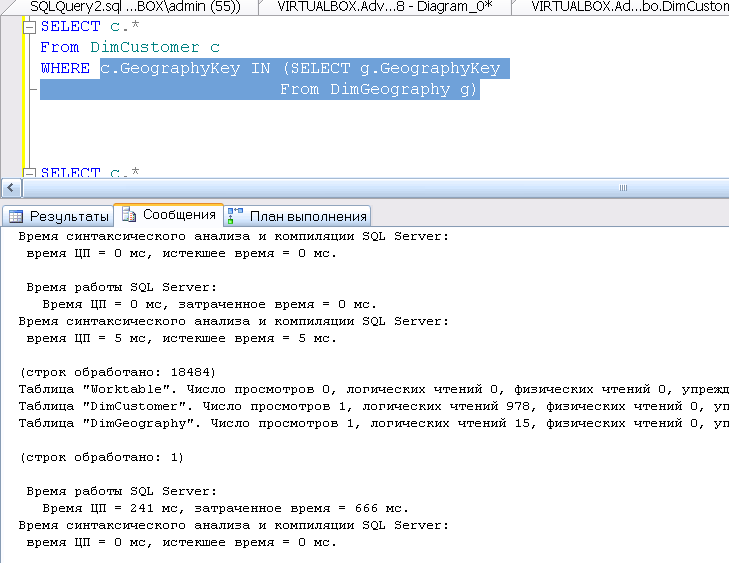 SQLQuery2.sql ...BOX\admin (55)) VIRTUALBOX.Adv...8 - Diagram_0* VIRTUALBOX.Ad...bo.DimCustom
SELECT c.*
From DimCustomer c
WHERE c.GeographyKey IN (SELECT g.GeographyKey
From DimGeography g)
SELECT c.*
Результаты Сообщения План выполнения
Время синтаксического анализа и компиляции SQL Server:
время ЦП = 0 мс, истекшее время = 0 мс.
Время работы SQL Server:
Время ЦП = 0 мс, затраченное время = 0 мс.
Время синтаксического анализа и компиляции SQL Server:
время ЦП = 5 мс, истекшее время = 5 мс.
(строк обработано: 18484)
Таблица "Worktable". Число просмотров 0, логических чтений 0, физических чтений 0, упрежд
Таблица "DimCustomer". Число просмотров 1, логических чтений 978, физических чтений 0, уп
Таблица "DimGeography". Число просмотров 1, логических чтений 15, физических чтений 0, уп
(строк обработано: 1)
Время работы SQL Server:
Время ЦП = 241 мс, затраченное время = 666 мс.
Время синтаксического анализа и компиляции SQL Server:
время ЦП = 0 мс, истекшее время = 0 мс.